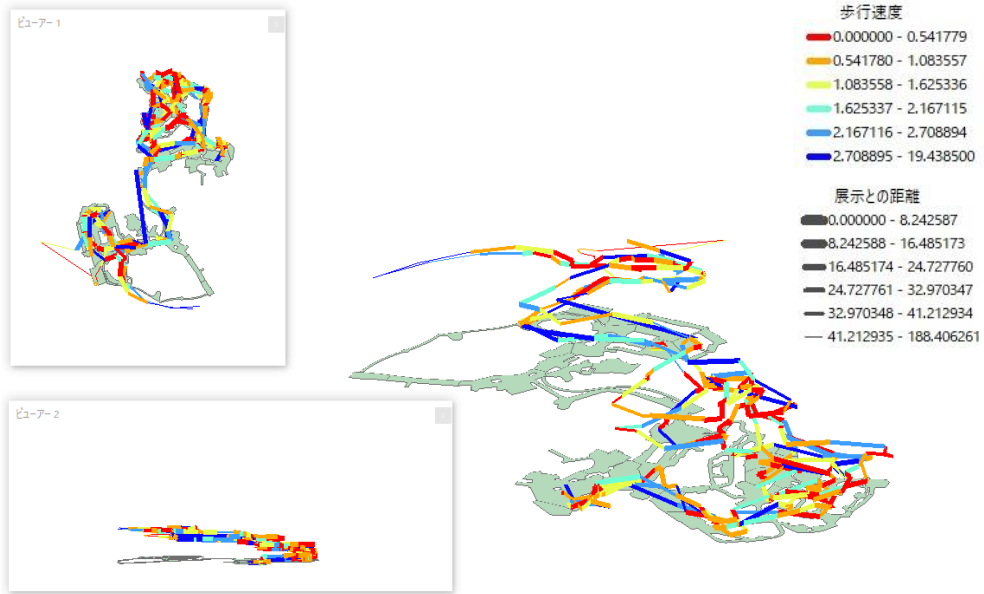 ビューアー 1
歩行速度
0.000000 - 0.541779
0.541780 - 1.083557
1.083558 - 1.625336
1.625337 - 2.167115
2.167116 - 2.708894
2.708895 - 19.438500
展示との距離
0.000000 - 8.242587
8.242588 - 16.485173
16.485174 - 24.727760
24.727761 - 32.970347
32.970348 - 41.212934
41.212935 - 188.406261
ビューアー 2